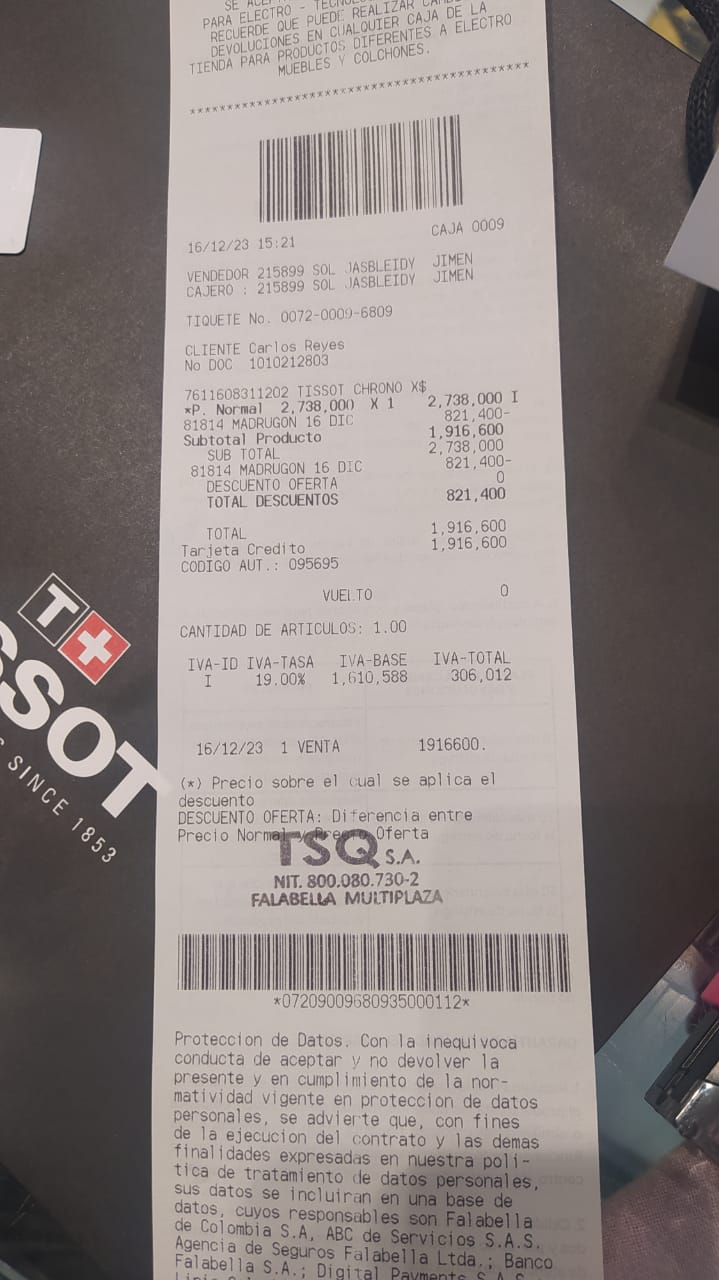 SE
PARA ELECTRO -
RECUERDE QUE PUEDE REALIZAR
DEVOLUCIONES EN CUALQUIER CAJA DE LA
TIENDA PARA PRODUCTOS DIFERENTES A ELECTRO
MUEBLES Y COLCHONES.
****************************************
16/12/23 15:21 CAJA 0009
VENDEDOR 215899 SOL JASBLEIDY JIMEN
CAJERO : 215899 SOL JASBLEIDY JIMEN
TIQUETE No. 0072-0009-6809
CLIENTE Carlos Reyes
No DOC 1010212803
7611608311202 TISSOT CHRONO X$
*P. Normal 2,738,000 X 1 2,738,000 I
81814 MADRUGON 16 DIC 821,400-
Subtotal Producto 1,916,600
SUB TOTAL 2,738,000
81814 MADRUGON 16 DIC 821,400-
DESCUENTO OFERTA 0
TOTAL DESCUENTOS 821,400
TOTAL 1,916,600
Tarjeta Credito 1,916,600
CODIGO AUT.: 095695
VUELTO 0
CANTIDAD DE ARTICULOS: 1.00
IVA-ID IVA-TASA IVA-BASE IVA-TOTAL
I 19.00% 1,610,588 306,012
16/12/23 1 VENTA 1916600.
(*) Precio sobre el cual se aplica el
descuento
DESCUENTO OFERTA: Diferencia entre
Precio Normal y Precio Oferta
TSQ S.A.
NIT. 800.080.730-2
FALABELLA MULTIPLAZA
*07209009680935000112*
Proteccion de Datos. Con la inequivoca
conducta de aceptar y no devolver la
presente y en cumplimiento de la nor-
matividad vigente en proteccion de datos
personales, se advierte que, con fines
de la ejecucion del contrato y las demas
finalidades expresadas en nuestra poli-
tica de tratamiento de datos personales,
sus datos se incluiran en una base de
datos, cuyos responsables son Falabella
de Colombia S.A, ABC de Servicios S.A.S.
Agencia de Seguros Falabella Ltda.; Banco
Falabella S.A.; Digital Payments S.A.S
T+
SSOT
SINCE 1853